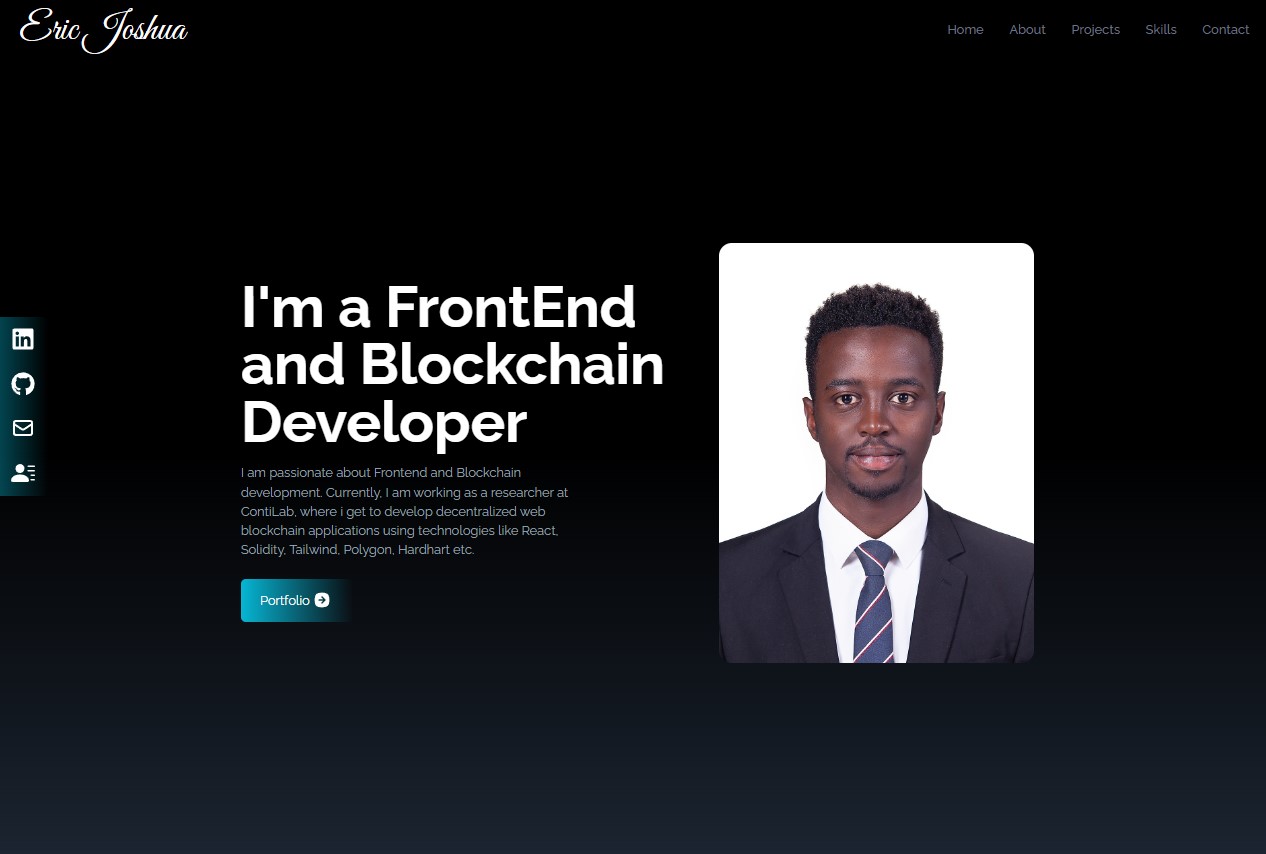 Eric Joshua
Home About Projects Skills Contact
I'm a FrontEnd
and Blockchain
Developer
I am passionate about Frontend and Blockchain
development. Currently, I am working as a researcher at
ContiLab, where i get to develop decentralized web
blockchain applications using technologies like React,
Solidity, Tailwind, Polygon, Hardhart etc.
Portfolio
in